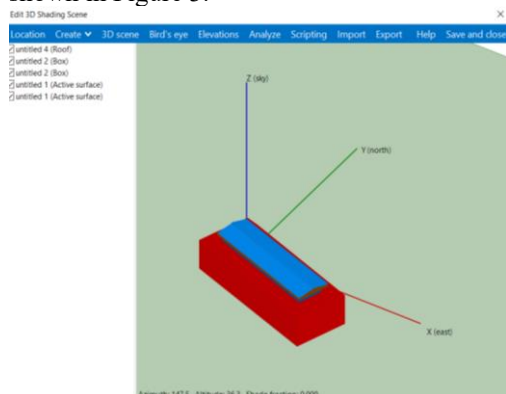 Edit 3D Shading Scene
Location Create 3D scene Bird's eye Elevations Analyze Scripting Import Export Help Save and close
untitled 4 (Roof)
untitled 2 (Box)
untitled 2 (Box)
untitled 1 (Active surface)
untitled 1 (Active surface)
Z (sky)
Y (north)
X (east)